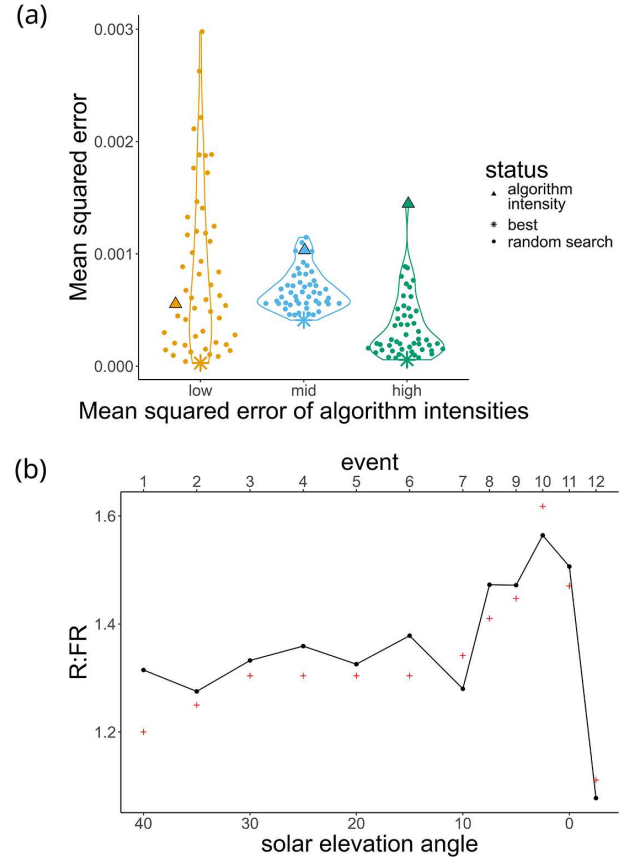 (a)
Mean squared error
0.003
0.002
0.001
0.000
low mid high
Mean squared error of algorithm intensities
status
algorithm
intensity
best
random search
(b)
event
1 2 3 4 5 6 7 8 9 10 11 12
R:FR
1.6
1.4
1.2
40 30 20 10 0
solar elevation angle